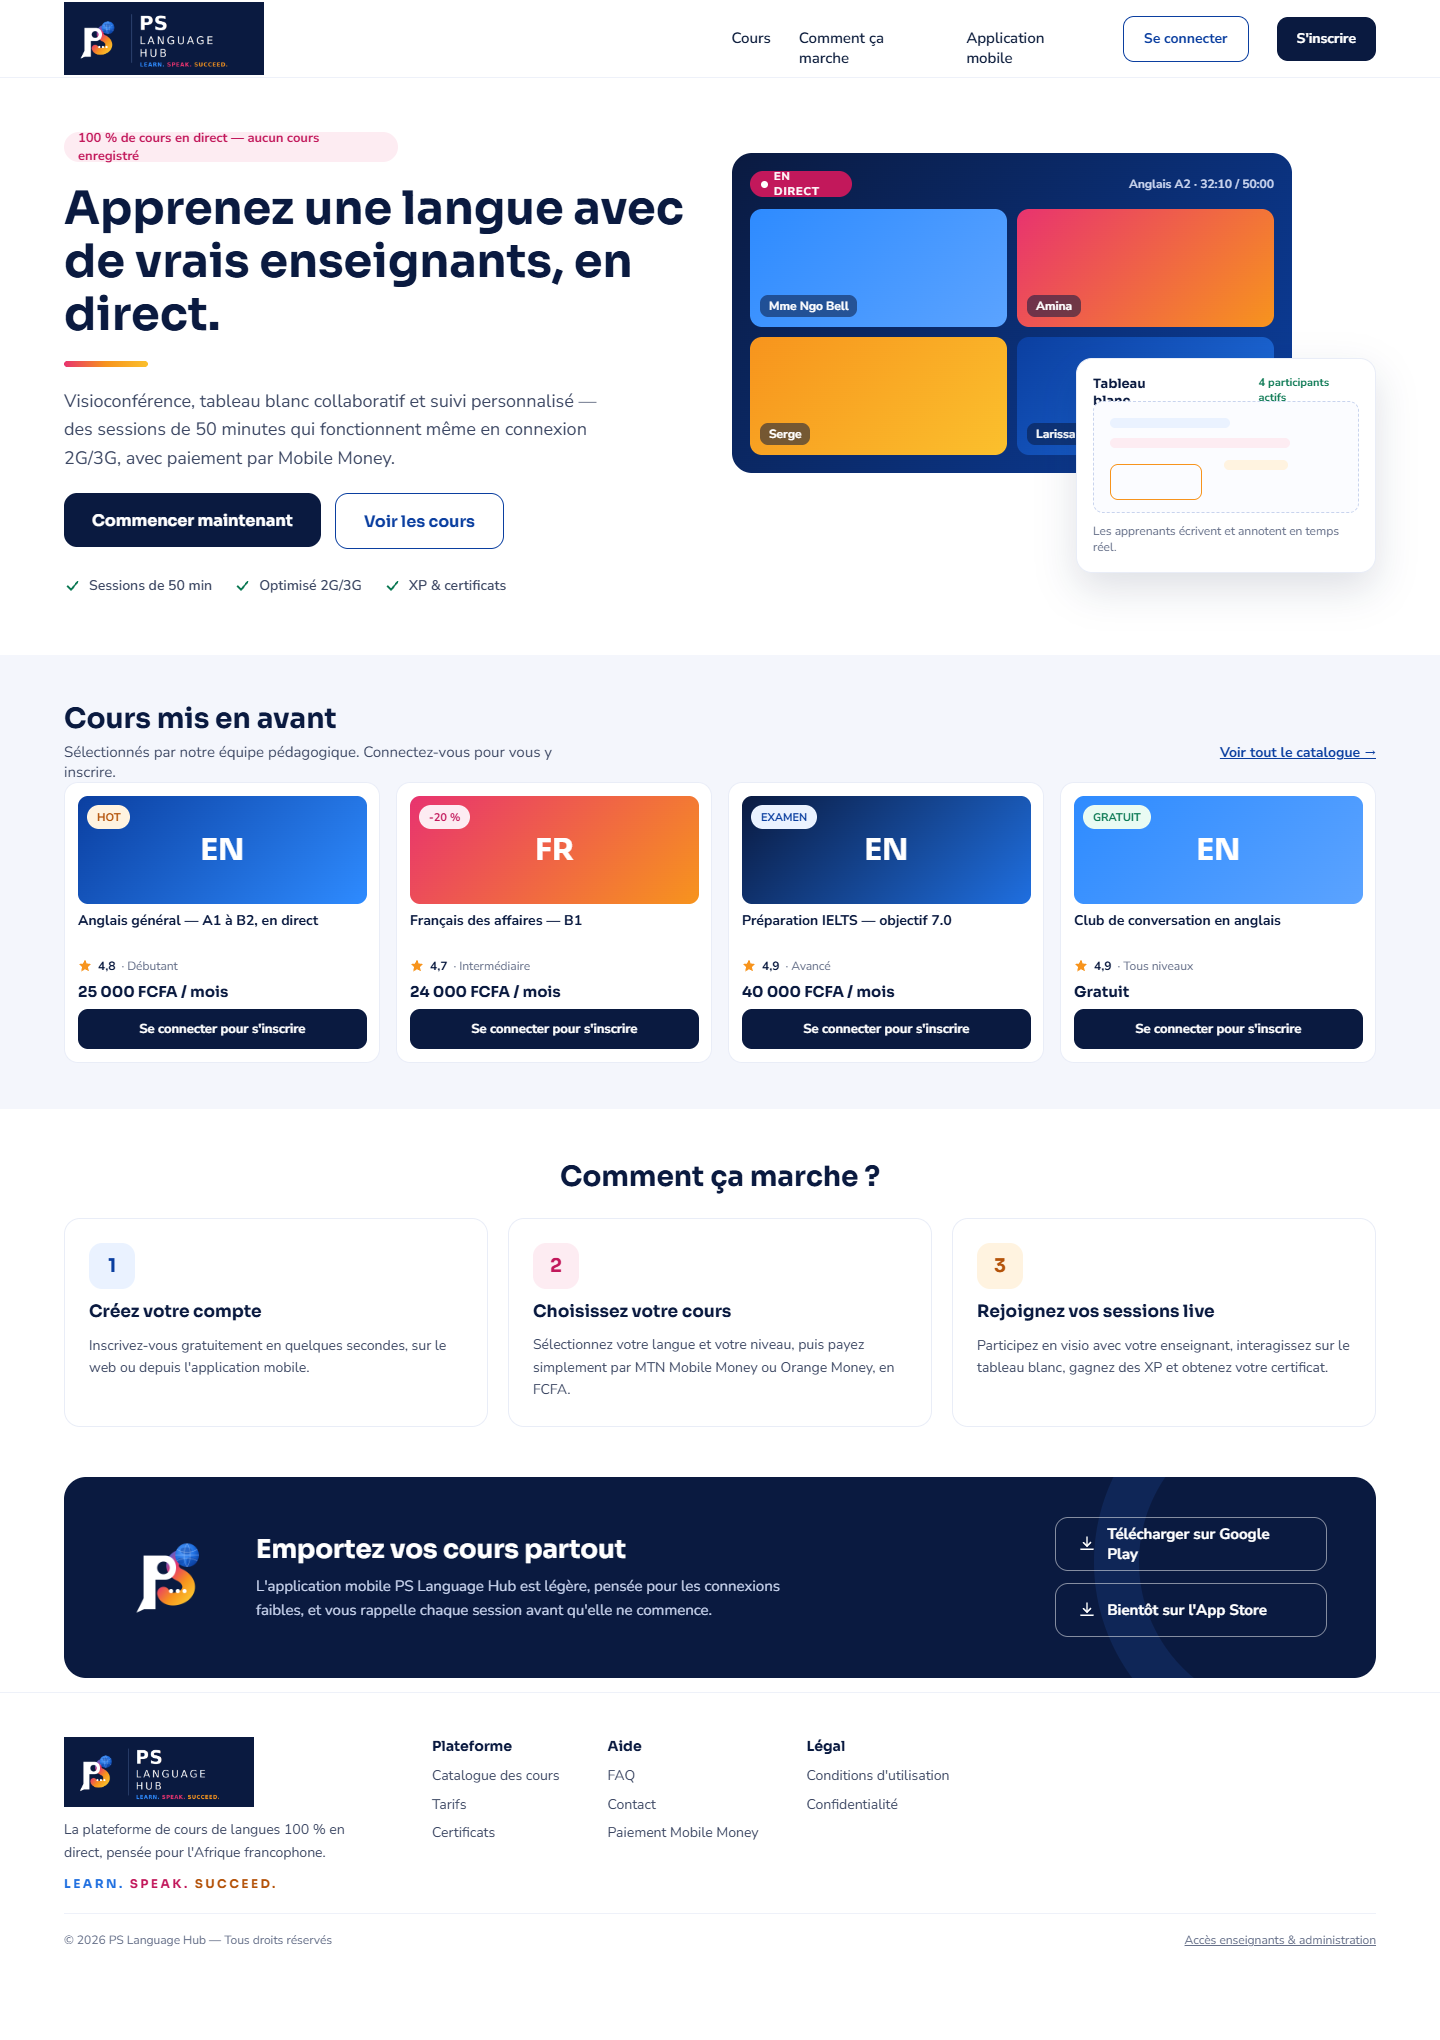 PS
LANGUAGE
HUB
LEARN. SPEAK. SUCCEED.
Cours
Comment ça
marche
Application
mobile
Se connecter
S'inscrire
100 % de cours en direct — aucun cours
enregistré
Apprenez une langue avec
de vrais enseignants, en
direct.
Visioconférence, tableau blanc collaboratif et suivi personnalisé —
des sessions de 50 minutes qui fonctionnent même en connexion
2G/3G, avec paiement par Mobile Money.
Commencer maintenant
Voir les cours
Sessions de 50 min
Optimisé 2G/3G
XP & certificats
EN
DIRECT
Anglais A2 · 32:10 / 50:00
Mme Ngo Bell
Amina
Serge
Larissa
Tableau
blanc
4 participants
actifs
Les apprenants écrivent et annotent en temps
réel.
Cours mis en avant
Sélectionnés par notre équipe pédagogique. Connectez-vous pour vous y
inscrire.
Voir tout le catalogue →
HOT
EN
Anglais général — A1 à B2, en direct
4,8 · Débutant
25 000 FCFA / mois
Se connecter pour s'inscrire
-20 %
FR
Français des affaires — B1
4,7 · Intermédiaire
24 000 FCFA / mois
Se connecter pour s'inscrire
EXAMEN
EN
Préparation IELTS — objectif 7.0
4,9 · Avancé
40 000 FCFA / mois
Se connecter pour s'inscrire
GRATUIT
EN
Club de conversation en anglais
4,9 · Tous niveaux
Gratuit
Se connecter pour s'inscrire
Comment ça marche ?
1
Créez votre compte
Inscrivez-vous gratuitement en quelques secondes, sur le
web ou depuis l'application mobile.
2
Choisissez votre cours
Sélectionnez votre langue et votre niveau, puis payez
simplement par MTN Mobile Money ou Orange Money, en
FCFA.
3
Rejoignez vos sessions live
Participez en visio avec votre enseignant, interagissez sur le
tableau blanc, gagnez des XP et obtenez votre certificat.
Emportez vos cours partout
L'application mobile PS Language Hub est légère, pensée pour les connexions
faibles, et vous rappelle chaque session avant qu'elle ne commence.
Télécharger sur Google
Play
Bientôt sur l'App Store
PS
LANGUAGE
HUB
LEARN. SPEAK. SUCCEED.
La plateforme de cours de langues 100 % en
direct, pensée pour l'Afrique francophone.
LEARN. SPEAK. SUCCEED.
Plateforme
Catalogue des cours
Tarifs
Certificats
Aide
FAQ
Contact
Paiement Mobile Money
Légal
Conditions d'utilisation
Confidentialité
© 2026 PS Language Hub — Tous droits réservés
Accès enseignants & administration